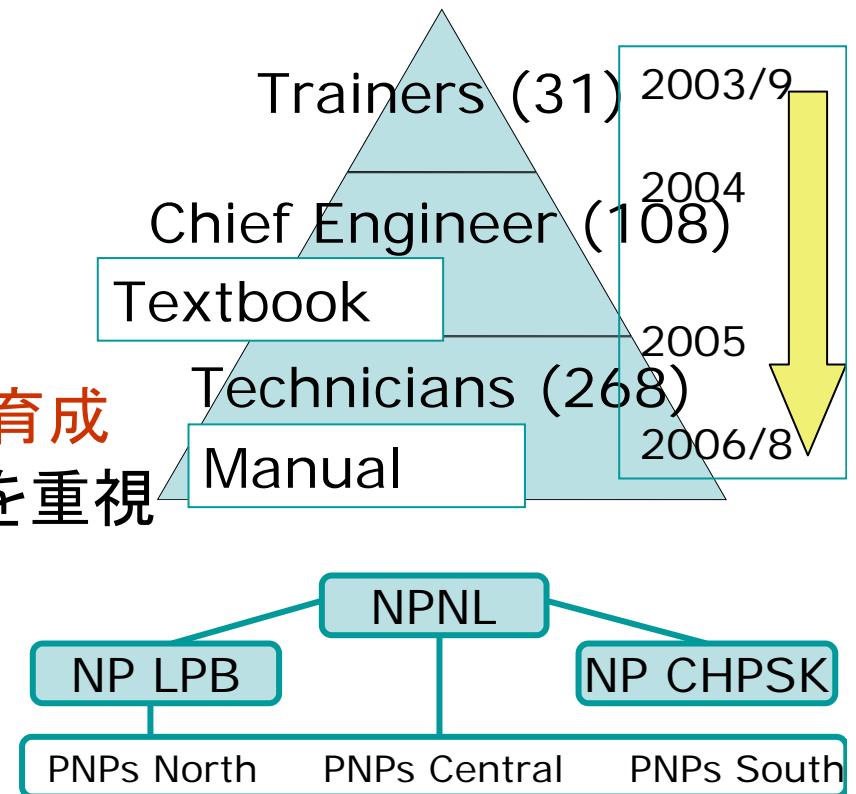 Trainers (31)
2003/9
2004
Chief Engineer (108)
Textbook
2005
Technicians (268)
育成
2006/8
Manual
を重視
NPNL
NP LPB
NP CHPSK
PNPs North
PNPs Central
PNPs South